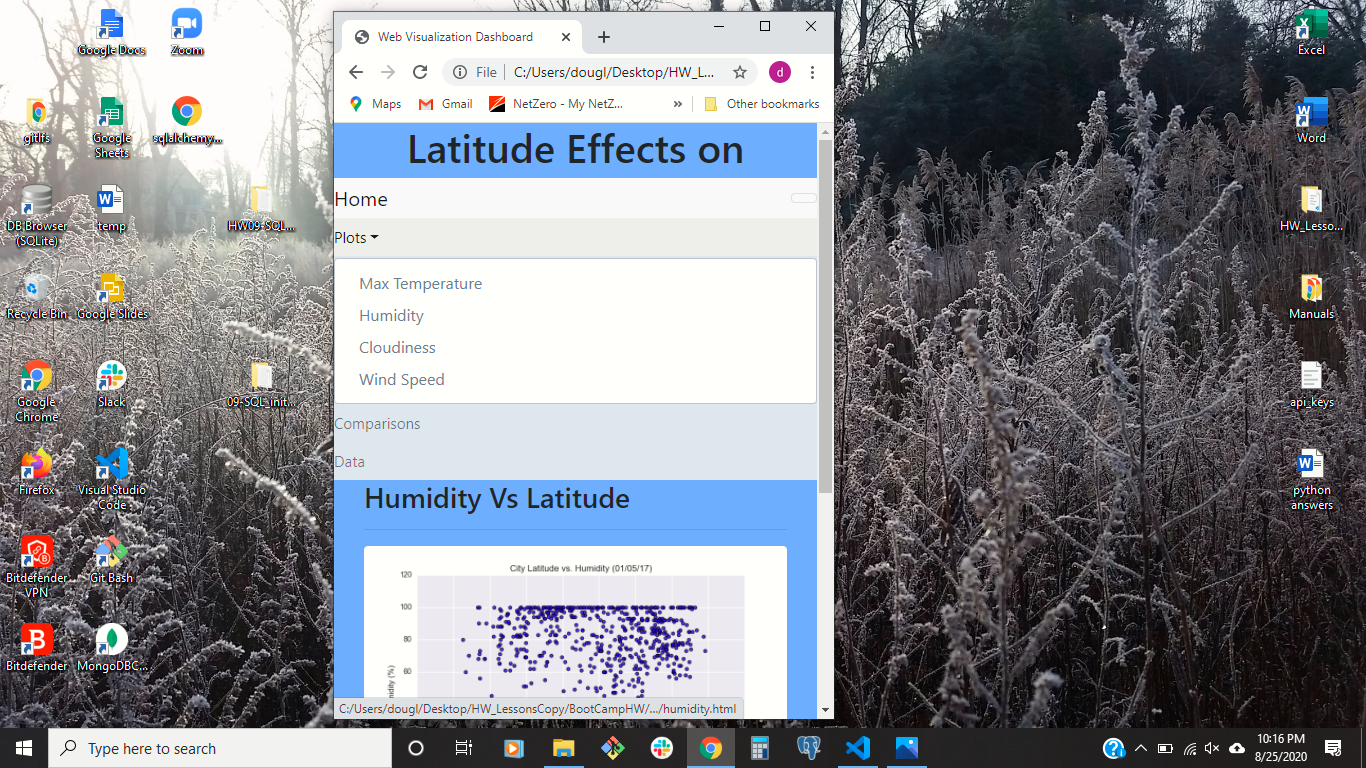 Google Docs
Zoom
gitlfs
Google
Sheets
sqlalchemy...
DB Browser
(SQLite)
temp
HW09-SQL...
Recycle Bin
Google Slides
Google
Chrome
Slack
09-SQL_init...
Firefox
Visual Studio
Code
Bitdefender
VPN
Git Bash
Bitdefender
MongoDBC...
Web Visualization Dashboard
File
C:/Users/dougl/Desktop/HW_L...
d
Maps
Gmail
NetZero - My NetZ...
»
Other bookmarks
Latitude Effects on
Home
Plots
Max Temperature
Humidity
Cloudiness
Wind Speed
Comparisons
Data
Humidity Vs Latitude
City Latitude vs. Humidity (01/05/17)
120
100
80
60
C:/Users/dougl/Desktop/HW_LessonsCopy/BootCampHW/.../humidity.html
Excel
Word
HW_Lesso...
Manuals
api_keys
python
answers
Type here to search
10:16 PM
8/25/2020